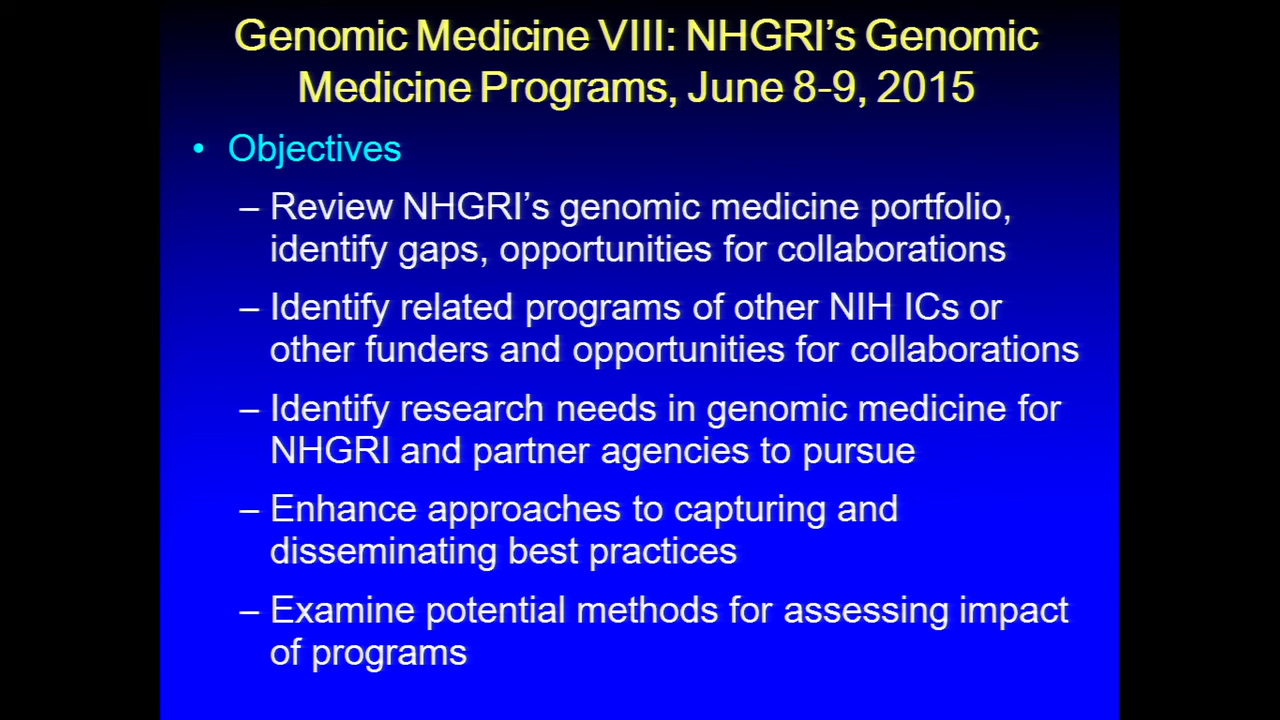 Genomic Medicine VIII: NHGRI's Genomic
Medicine Programs, June 8-9, 2015
• Objectives
– Review NHGRI's genomic medicine portfolio,
identify gaps, opportunities for collaborations
– Identify related programs of other NIH ICs or
other funders and opportunities for collaborations
– Identify research needs in genomic medicine for
NHGRI and partner agencies to pursue
– Enhance approaches to capturing and
disseminating best practices
– Examine potential methods for assessing impact
of programs